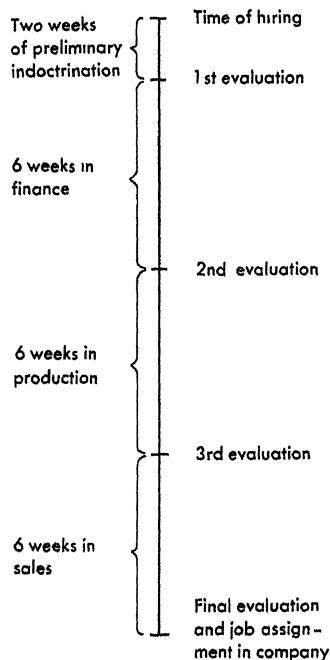 Time of hiring
Two weeks
of preliminary
indoctrination
1st evaluation
6 weeks in
finance
2nd evaluation
6 weeks in
production
3rd evaluation
6 weeks in
sales
Final evaluation
and job assign-
ment in company